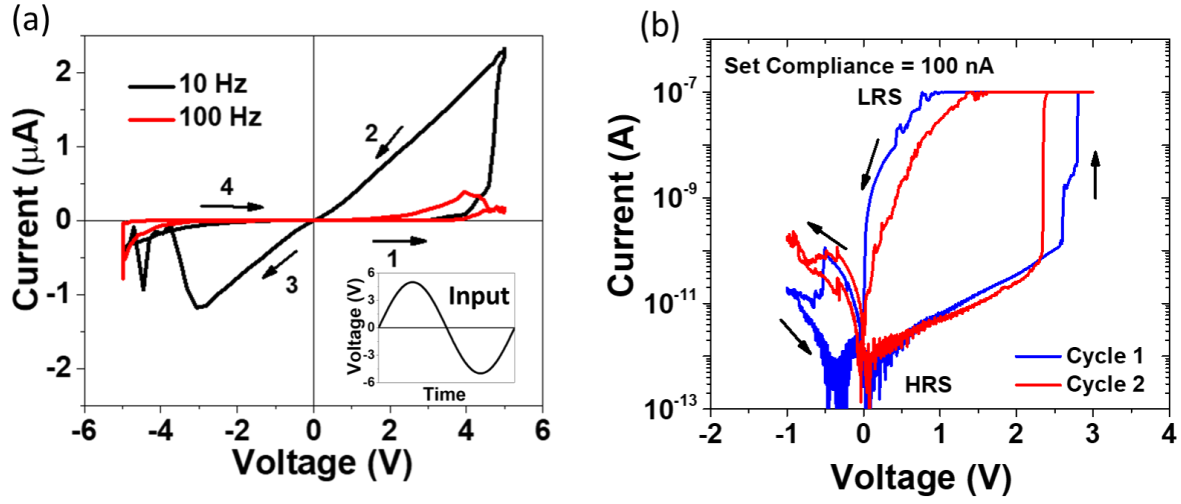 (a)
Current (μA)
2
1
0
-1
-2
10 Hz
100 Hz
2
4
1
3
Input
Voltage (V)
6
3
0
-3
-6
Time
-6
-4
-2
0
2
4
6
Voltage (V)
(b)
Current (A)
10⁻⁷
10⁻⁹
10⁻¹¹
10⁻¹³
Set Compliance = 100 nA
LRS
HRS
Cycle 1
Cycle 2
-2
-1
0
1
2
3
4
Voltage (V)